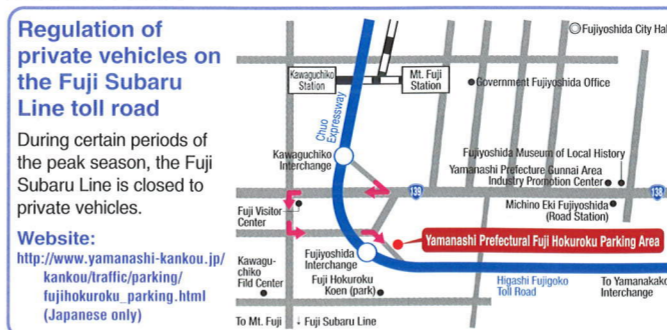 Regulation of
private vehicles on
the Fuji Subaru
Line toll road
During certain periods of
the peak season, the Fuji
Subaru Line is closed to
private vehicles.
Website:
http://www.yamanashi-kankou.jp/
kankou/traffic/parking/
fujihokuroku_parking.html
(Japanese only)
Fujiyoshida City Hal
Kawaguchiko
Station
Mt. Fuji
Station
Government Fujiyoshida Office
Chuo
Expressway
Kawaguchiko
Interchange
Fujiyoshida Museum of Local History
Yamanashi Prefecture Gunnai Area
Industry Promotion Center
139
138
Fuji Visitor
Center
Michino Eki Fujiyoshida
(Road Station)
Yamanashi Prefectural Fuji Hokuroku Parking Area
Fujiyoshida
Interchange
Kawagu-
chiko
Fild Center
Fuji Hokuroku
Koen (park)
Higashi Fujigoko
Toll Road
To Yamanakako
Interchange
To Mt. Fuji ↓ Fuji Subaru Line